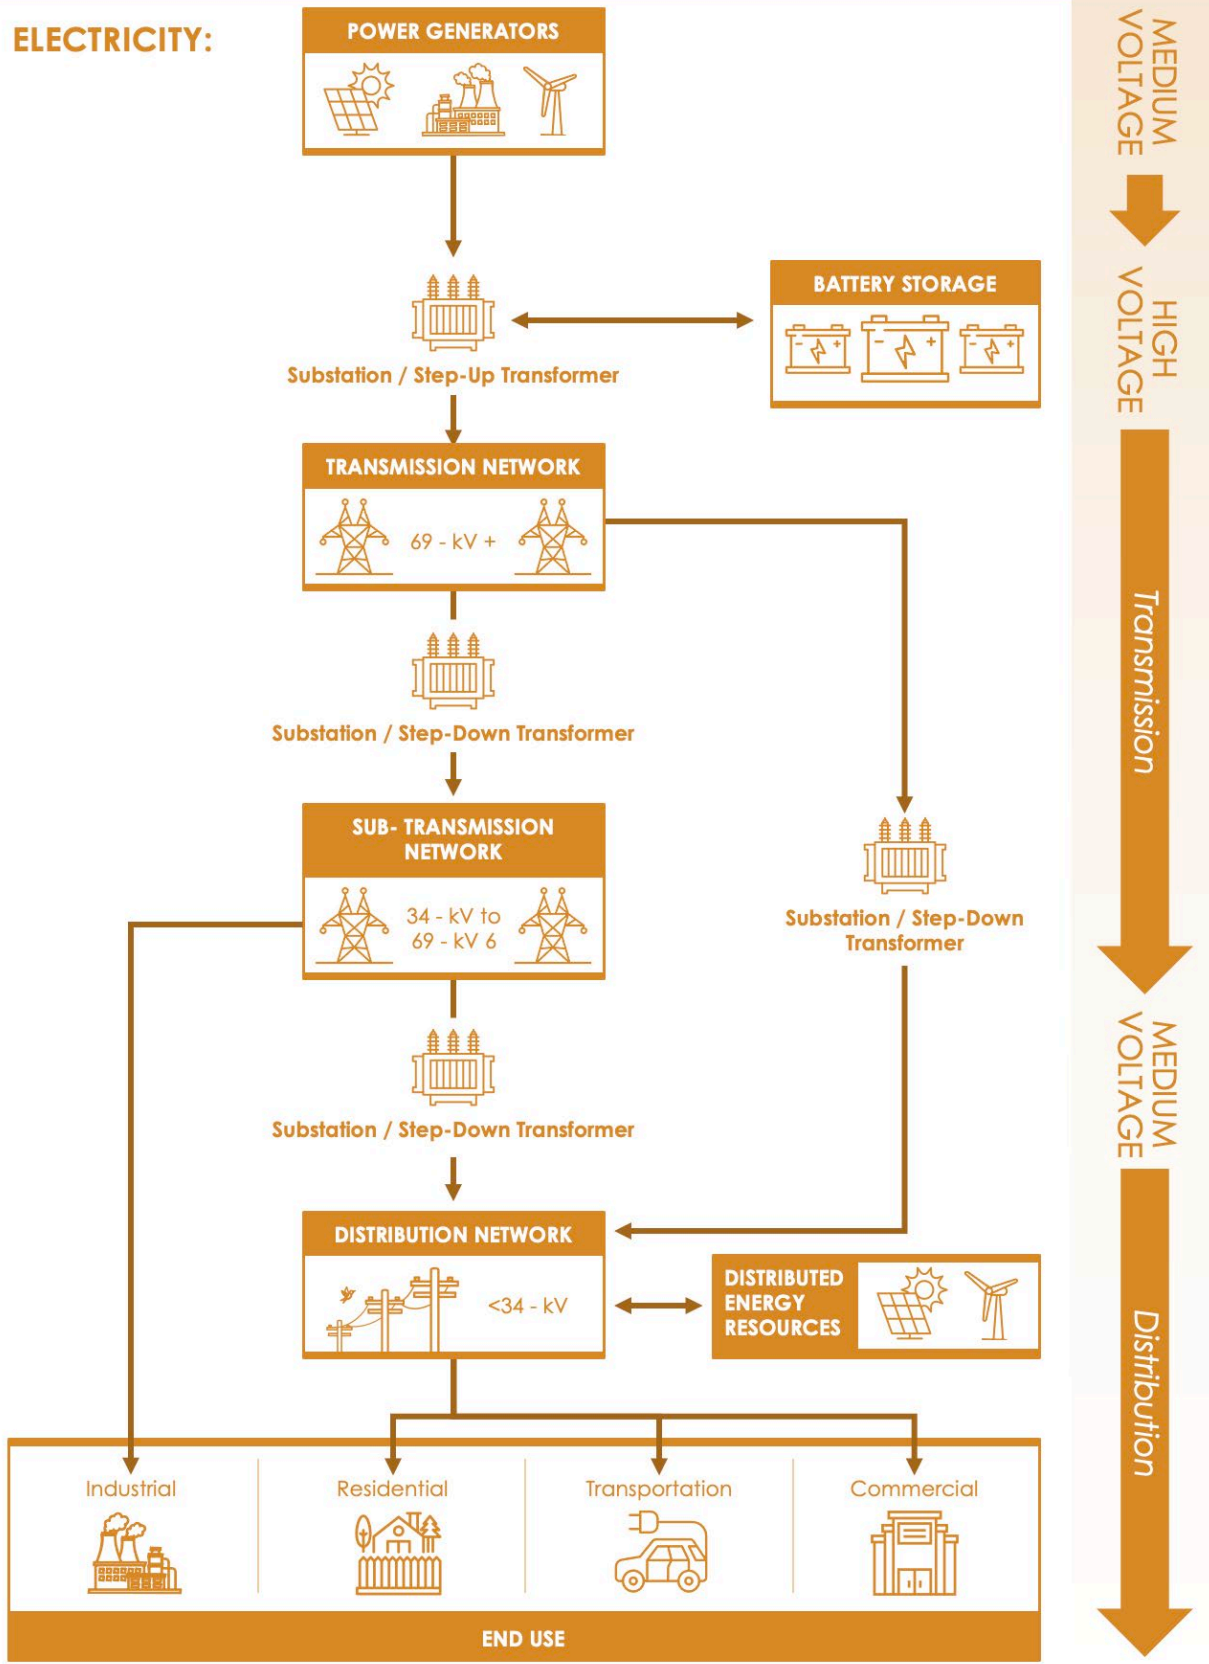 ELECTRICITY:
POWER GENERATORS
MEDIUM
VOLTAGE
BATTERY STORAGE
HIGH
VOLTAGE
Substation / Step-Up Transformer
TRANSMISSION NETWORK
69 - kV +
Transmission
Substation / Step-Down Transformer
SUB- TRANSMISSION
NETWORK
34 - kV to
69 - kV 6
Substation / Step-Down
Transformer
MEDIUM
VOLTAGE
Substation / Step-Down Transformer
DISTRIBUTION NETWORK
<34 - kV
DISTRIBUTED
ENERGY
RESOURCES
Distribution
Industrial
Residential
Transportation
Commercial
END USE